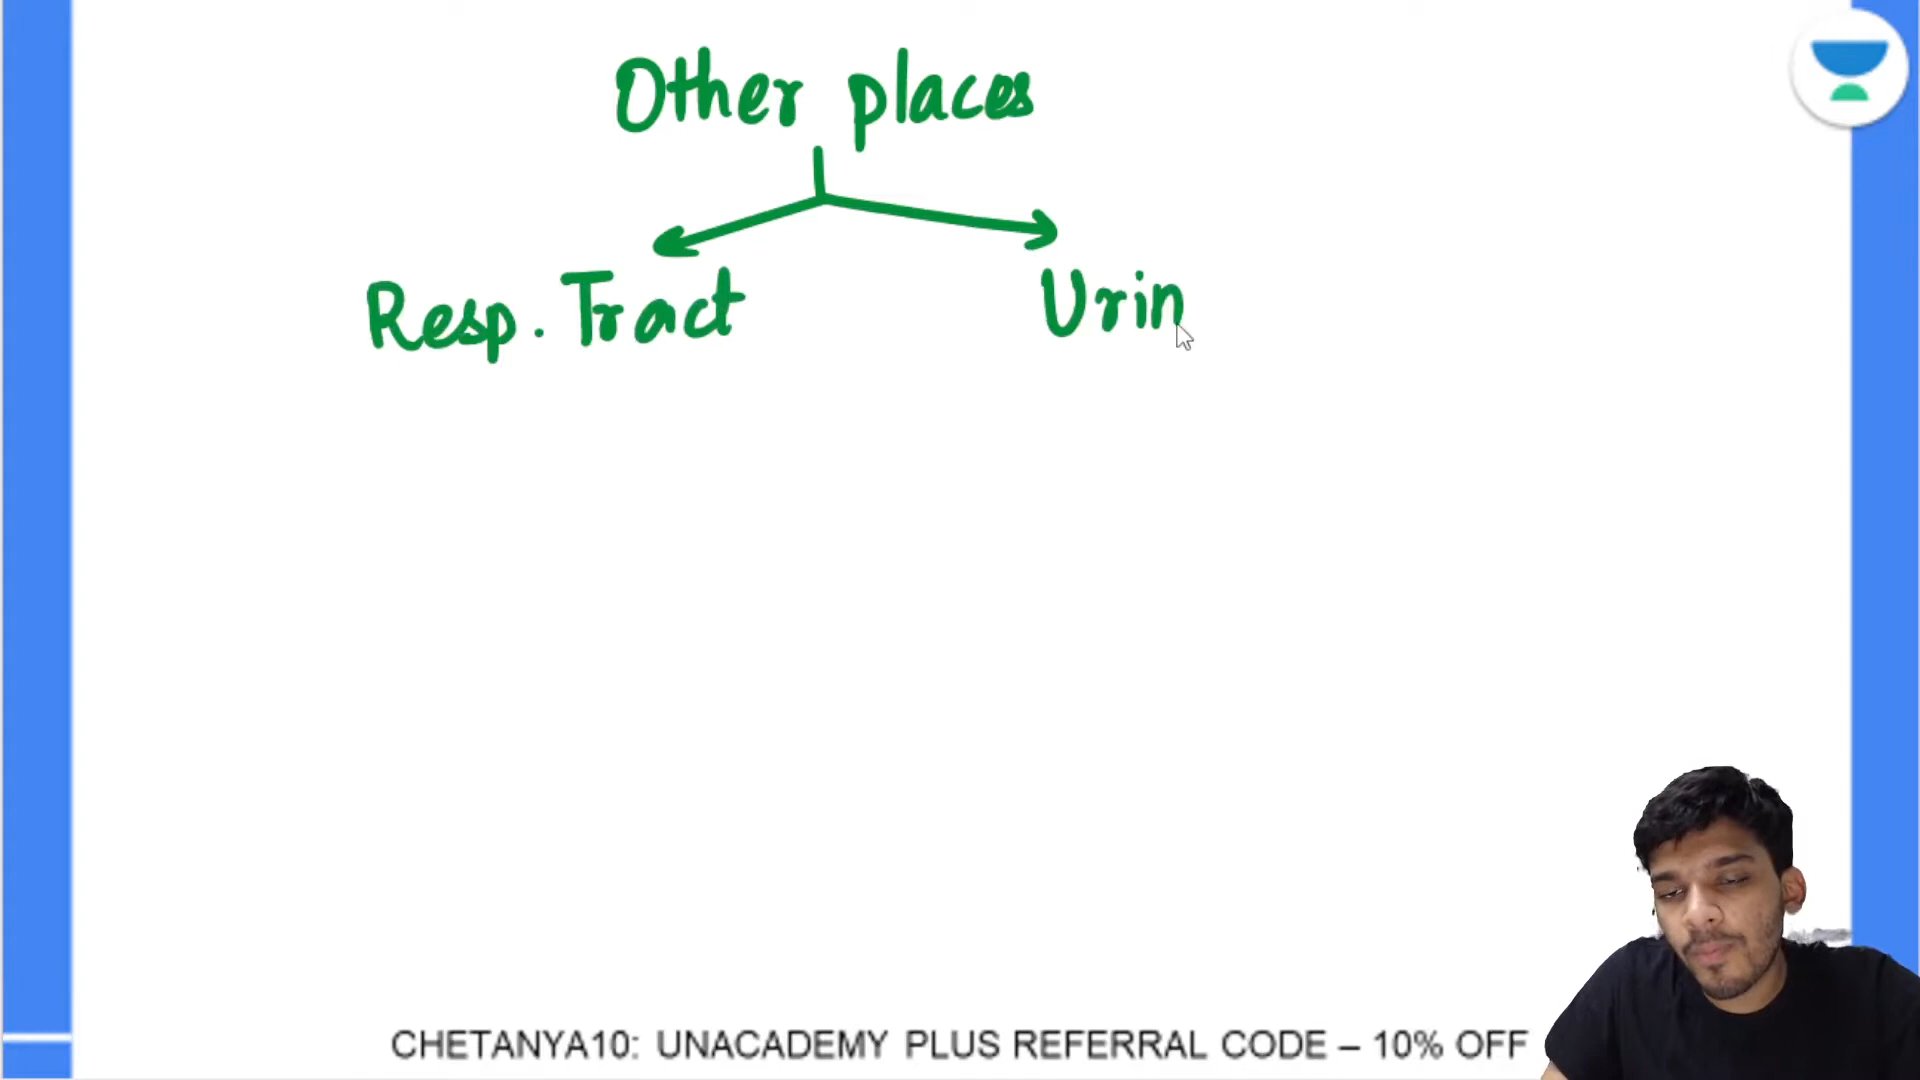 Other places
Resp. Tract
Urin
CHETANYA10: UNACADEMY PLUS REFERRAL CODE – 10% OFF